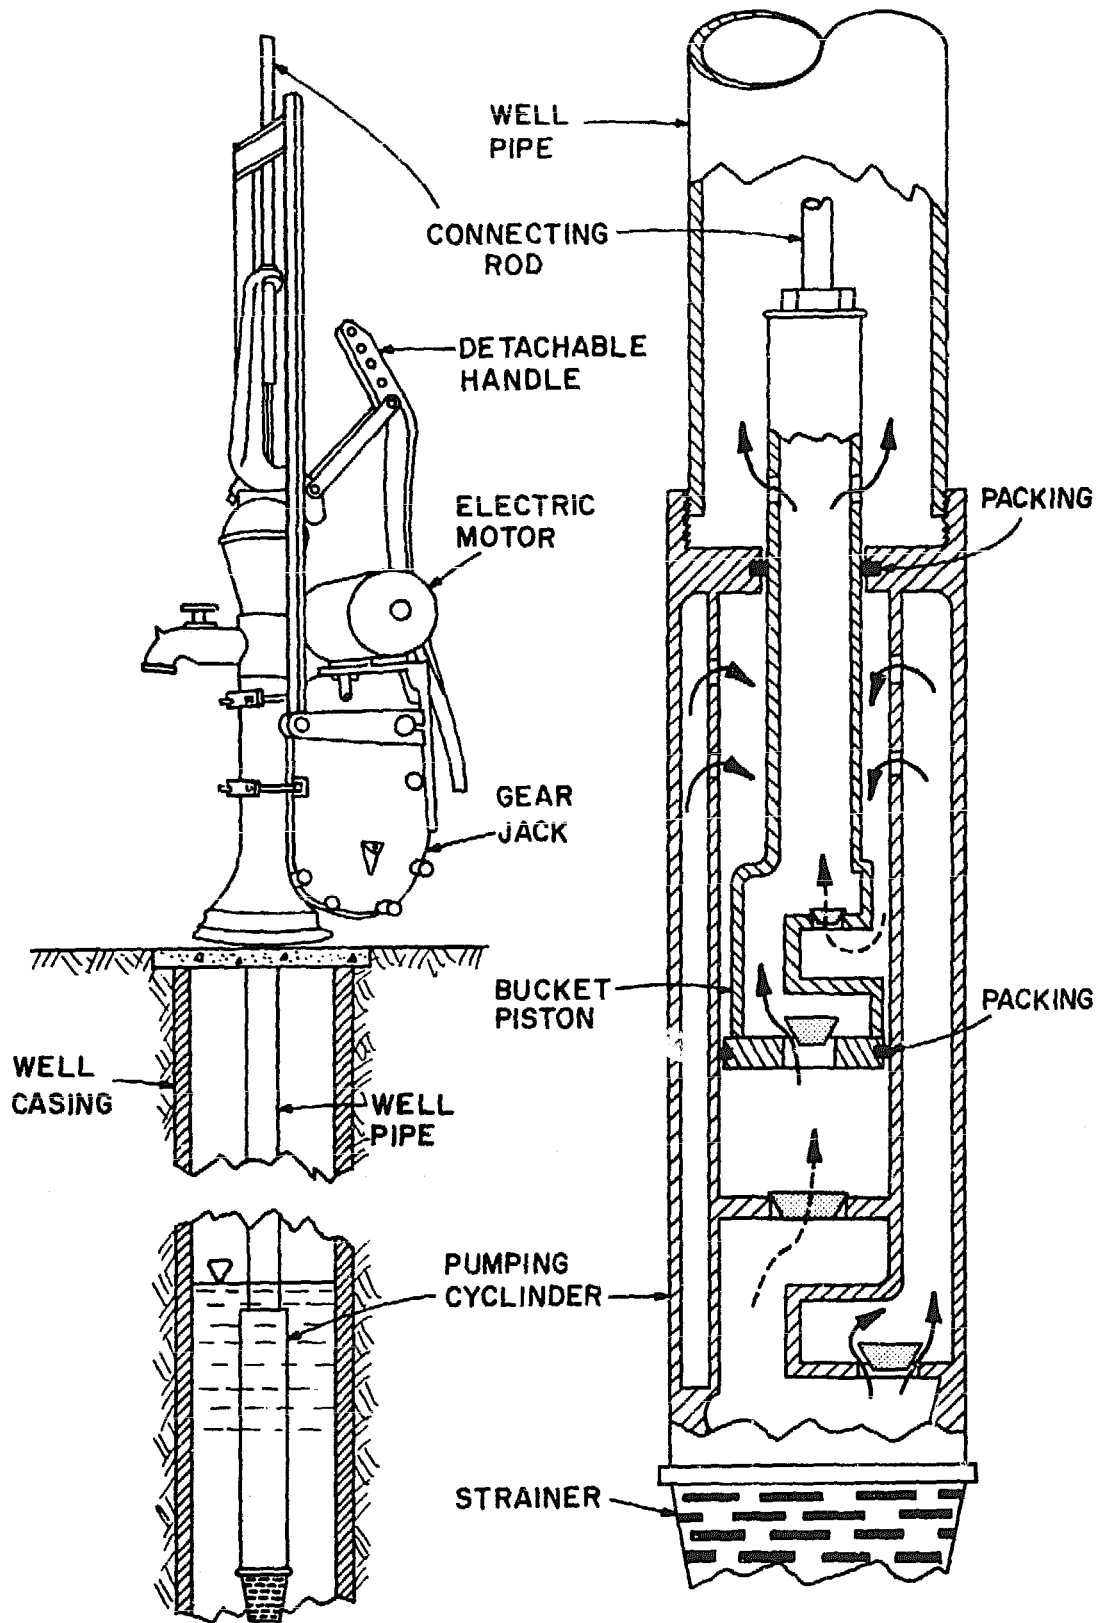 WELL
PIPE
CONNECTING
ROD
DETACHABLE
HANDLE
ELECTRIC
MOTOR
PACKING
GEAR
JACK
BUCKET
PISTON
PACKING
WELL
CASING
WELL
PIPE
PUMPING
CYCLINDER
STRAINER